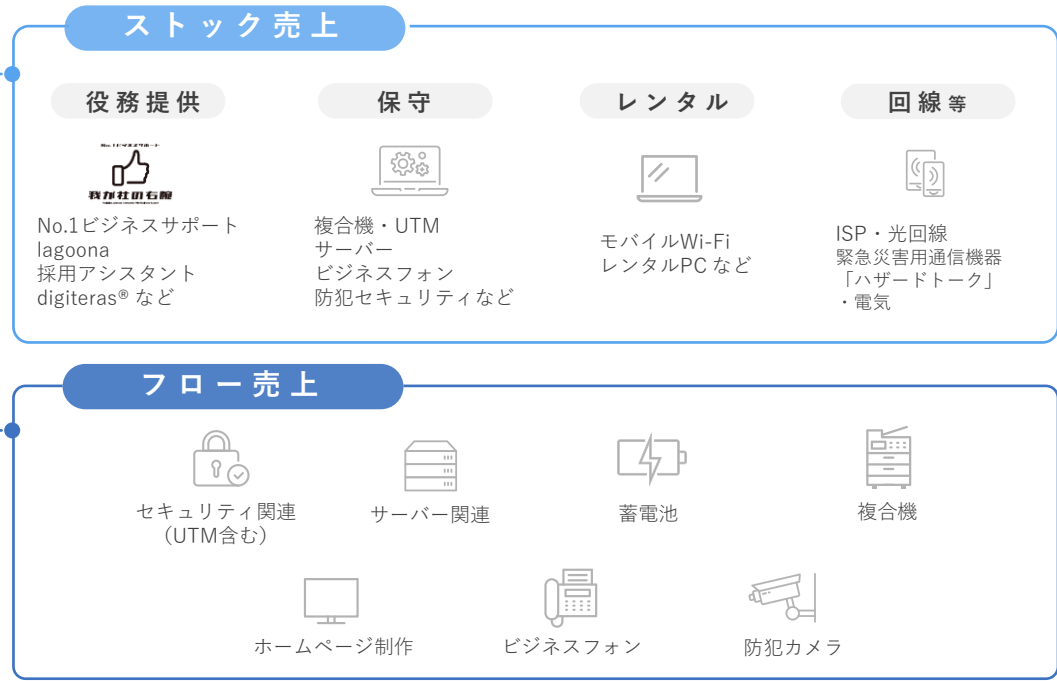 ストック売上
役務提供
保守
レンタル
回線等
我が社の右腕
No.1ビジネスサポート
lagoona
採用アシスタント
digiteras® など
複合機・UTM
サーバー
ビジネスフォン
防犯セキュリティなど
モバイルWi-Fi
レンタルPC など
ISP・光回線
緊急災害用通信機器
「ハザードトーク」
・電気
フロー売上
セキュリティ関連
（UTM含む）
サーバー関連
蓄電池
複合機
ホームページ制作
ビジネスフォン
防犯カメラ